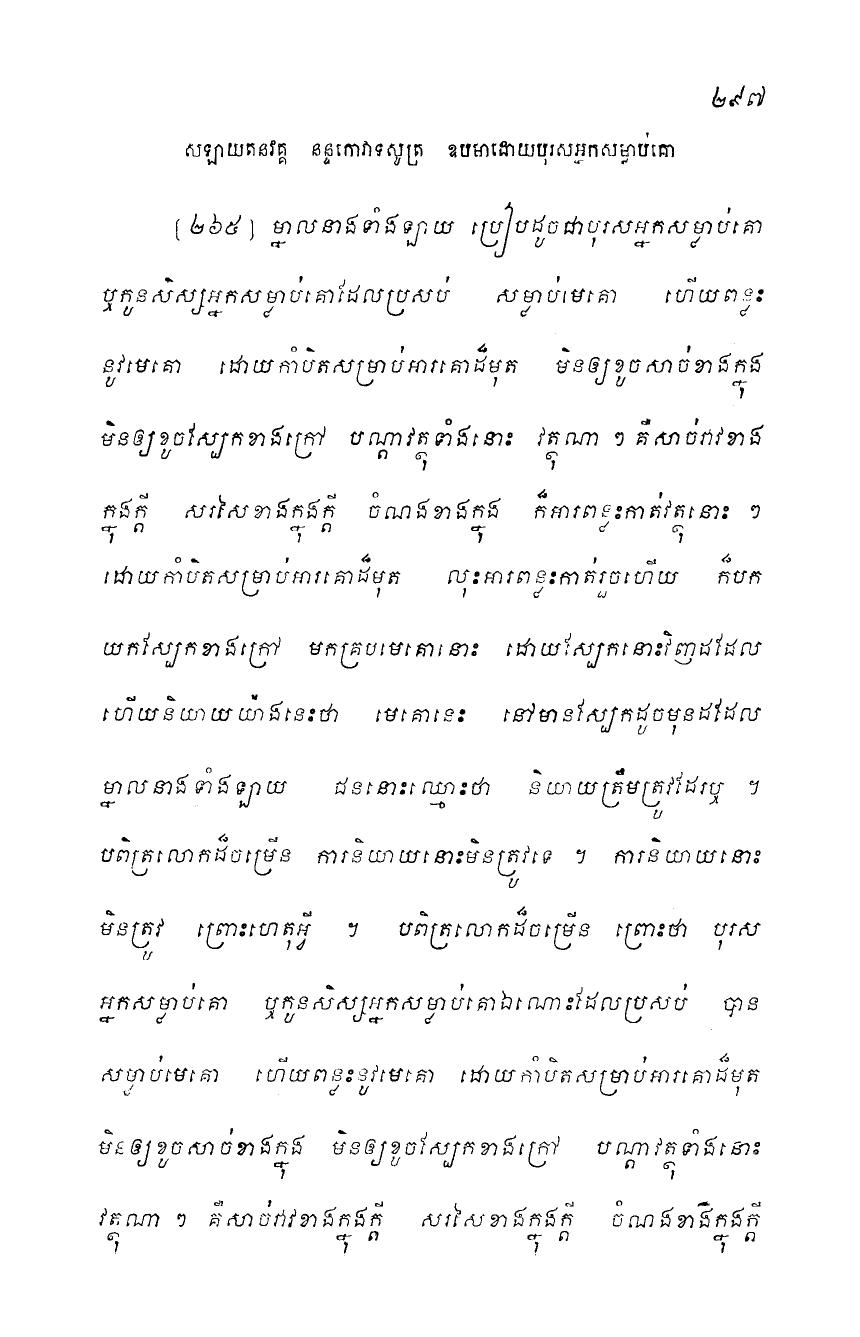 ២៩៧
សឡាយតនវគ្គ នន្ទកោវាទសូត្រ ឧបមាដោយបុរសអ្នកសម្លាប់គោ
[២៦៥] ម្នាលនាងទាំងឡាយ ប្រៀបដូចជាបុរសអ្នកសម្លាប់គោ
ឬកូនសិស្សអ្នកសម្លាប់គោដែលប្រសប់ សម្លាប់មេគោ ហើយពន្លះ
នូវមេគោ ដោយកាំបិតសម្រាប់អារគោដ៏មុត មិនឲ្យខូចសាច់ខាងក្នុង
មិនឲ្យខូចស្បែកខាងក្រៅ បណ្តាវត្ថុទាំងនោះ វត្ថុណា ៗ គឺសាច់រាវខាង
ក្នុងក្តី សរសៃខាងក្នុងក្តី ចំណងខាងក្នុង ក៏អារពន្លះកាត់វត្ថុនោះ ៗ
ដោយកាំបិតសម្រាប់អារគោដ៏មុត លុះអារពន្លះកាត់រួចហើយ ក៏បក
យកស្បែកខាងក្រៅ មកគ្របមេគោនោះ ដោយស្បែកនោះវិញដដែល
ហើយនិយាយយ៉ាងនេះថា មេគោនេះ នៅមានស្បែកដូចមុនដដែល
ម្នាលនាងទាំងឡាយ ជននោះឈ្មោះថា និយាយត្រឹមត្រូវដែរឬ ។
បពិត្រលោកដ៏ចម្រើន ការនិយាយនោះមិនត្រូវទេ ។ ការនិយាយនោះ
មិនត្រូវ ព្រោះហេតុអ្វី ។ បពិត្រលោកដ៏ចម្រើន ព្រោះថា បុរស
អ្នកសម្លាប់គោ ឬកូនសិស្សអ្នកសម្លាប់គោឯណោះដែលប្រសប់ បាន
សម្លាប់មេគោ ហើយពន្លះនូវមេគោ ដោយកាំបិតសម្រាប់អារគោដ៏មុត
មិនឲ្យខូចសាច់ខាងក្នុង មិនឲ្យខូចស្បែកខាងក្រៅ បណ្តាវត្ថុទាំងនោះ
វត្ថុណា ៗ គឺសាច់រាវខាងក្នុងក្តី សរសៃខាងក្នុងក្តី ចំណងខាងក្នុងក្តី